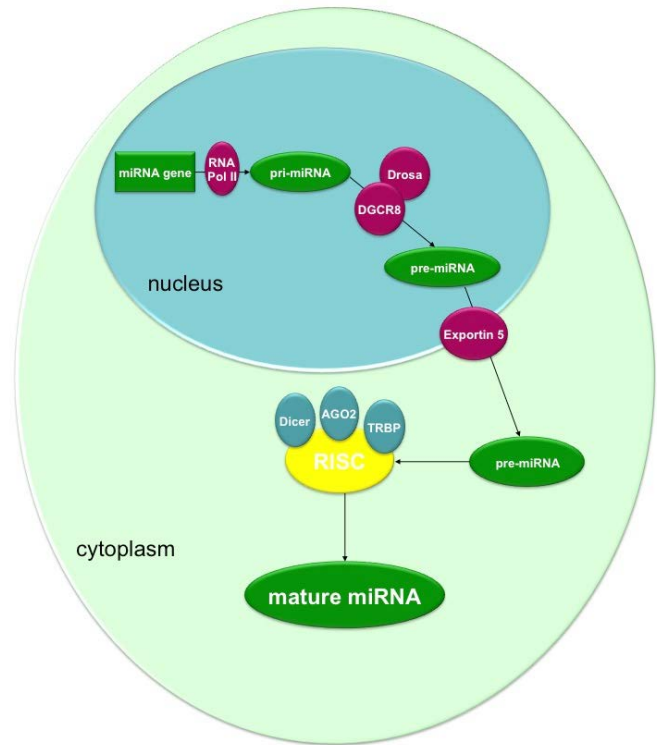 miRNA gene
RNA
Pol II
pri-miRNA
Drosa
DGCR8
pre-miRNA
nucleus
Exportin 5
Dicer
AGO2
TRBP
RISC
pre-miRNA
cytoplasm
mature miRNA